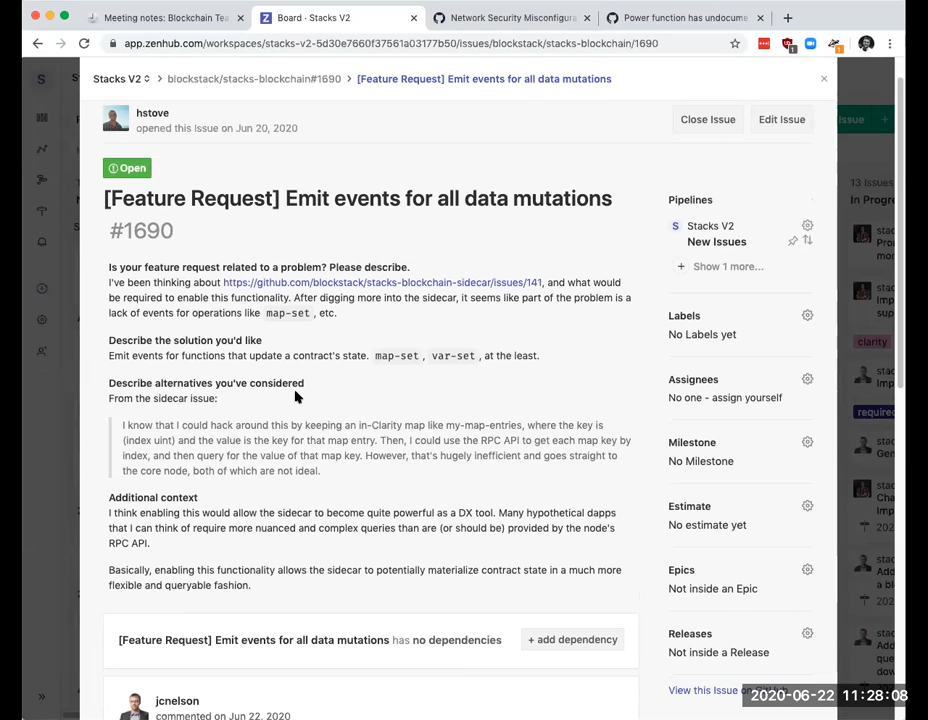 Meeting notes: Blockchain Tea
Board · Stacks V2
Network Security Misconfigura
Power function has undocume
app.zenhub.com/workspaces/stacks-v2-5d30e7660f37561a03177b50/issues/blockstack/stacks-blockchain/1690
Stacks V2
blockstack/stacks-blockchain#1690
[Feature Request] Emit events for all data mutations
S
hstove
opened this Issue on Jun 20, 2020
Close Issue
Edit Issue
Issue
Open
[Feature Request] Emit events for all data mutations
#1690
Is your feature request related to a problem? Please describe.
I've been thinking about https://github.com/blockstack/stacks-blockchain-sidecar/issues/141, and what would
be required to enable this functionality. After digging more into the sidecar, it seems like part of the problem is a
lack of events for operations like map-set, etc.
Describe the solution you'd like
Emit events for functions that update a contract's state. map-set, var-set, at the least.
Describe alternatives you've considered
From the sidecar issue:
I know that I could hack around this by keeping an in-Clarity map like my-map-entries, where the key is
(index uint) and the value is the key for that map entry. Then, I could use the RPC API to get each map key by
index, and then query for the value of that map key. However, that's hugely inefficient and goes straight to
the core node, both of which are not ideal.
Additional context
I think enabling this would allow the sidecar to become quite powerful as a DX tool. Many hypothetical dapps
that I can think of require more nuanced and complex queries than are (or should be) provided by the node's
RPC API.
Basically, enabling this functionality allows the sidecar to potentially materialize contract state in a much more
flexible and queryable fashion.
[Feature Request] Emit events for all data mutations has no dependencies
+ add dependency
jcnelson
commented on Jun 22, 2020
Pipelines
S Stacks V2
New Issues
+ Show 1 more...
Labels
No Labels yet
Assignees
No one - assign yourself
Milestone
No Milestone
Estimate
No estimate yet
Epics
Not inside an Epic
Releases
Not inside a Release
View this Issue on
13 Issues
In Progre
clarity
required
2020-06-22 11:28:08